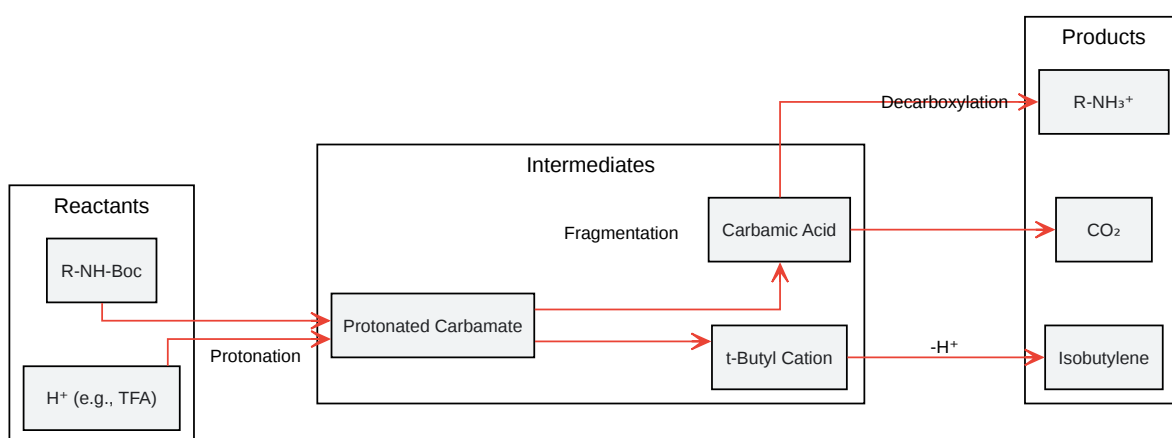 Products
Decarboxylation
R-NH₃⁺
Intermediates
Reactants
Fragmentation
Carbamic Acid
CO₂
R-NH-Boc
Protonated Carbamate
Protonation
t-Butyl Cation
-H⁺
Isobutylene
H⁺ (e.g., TFA)